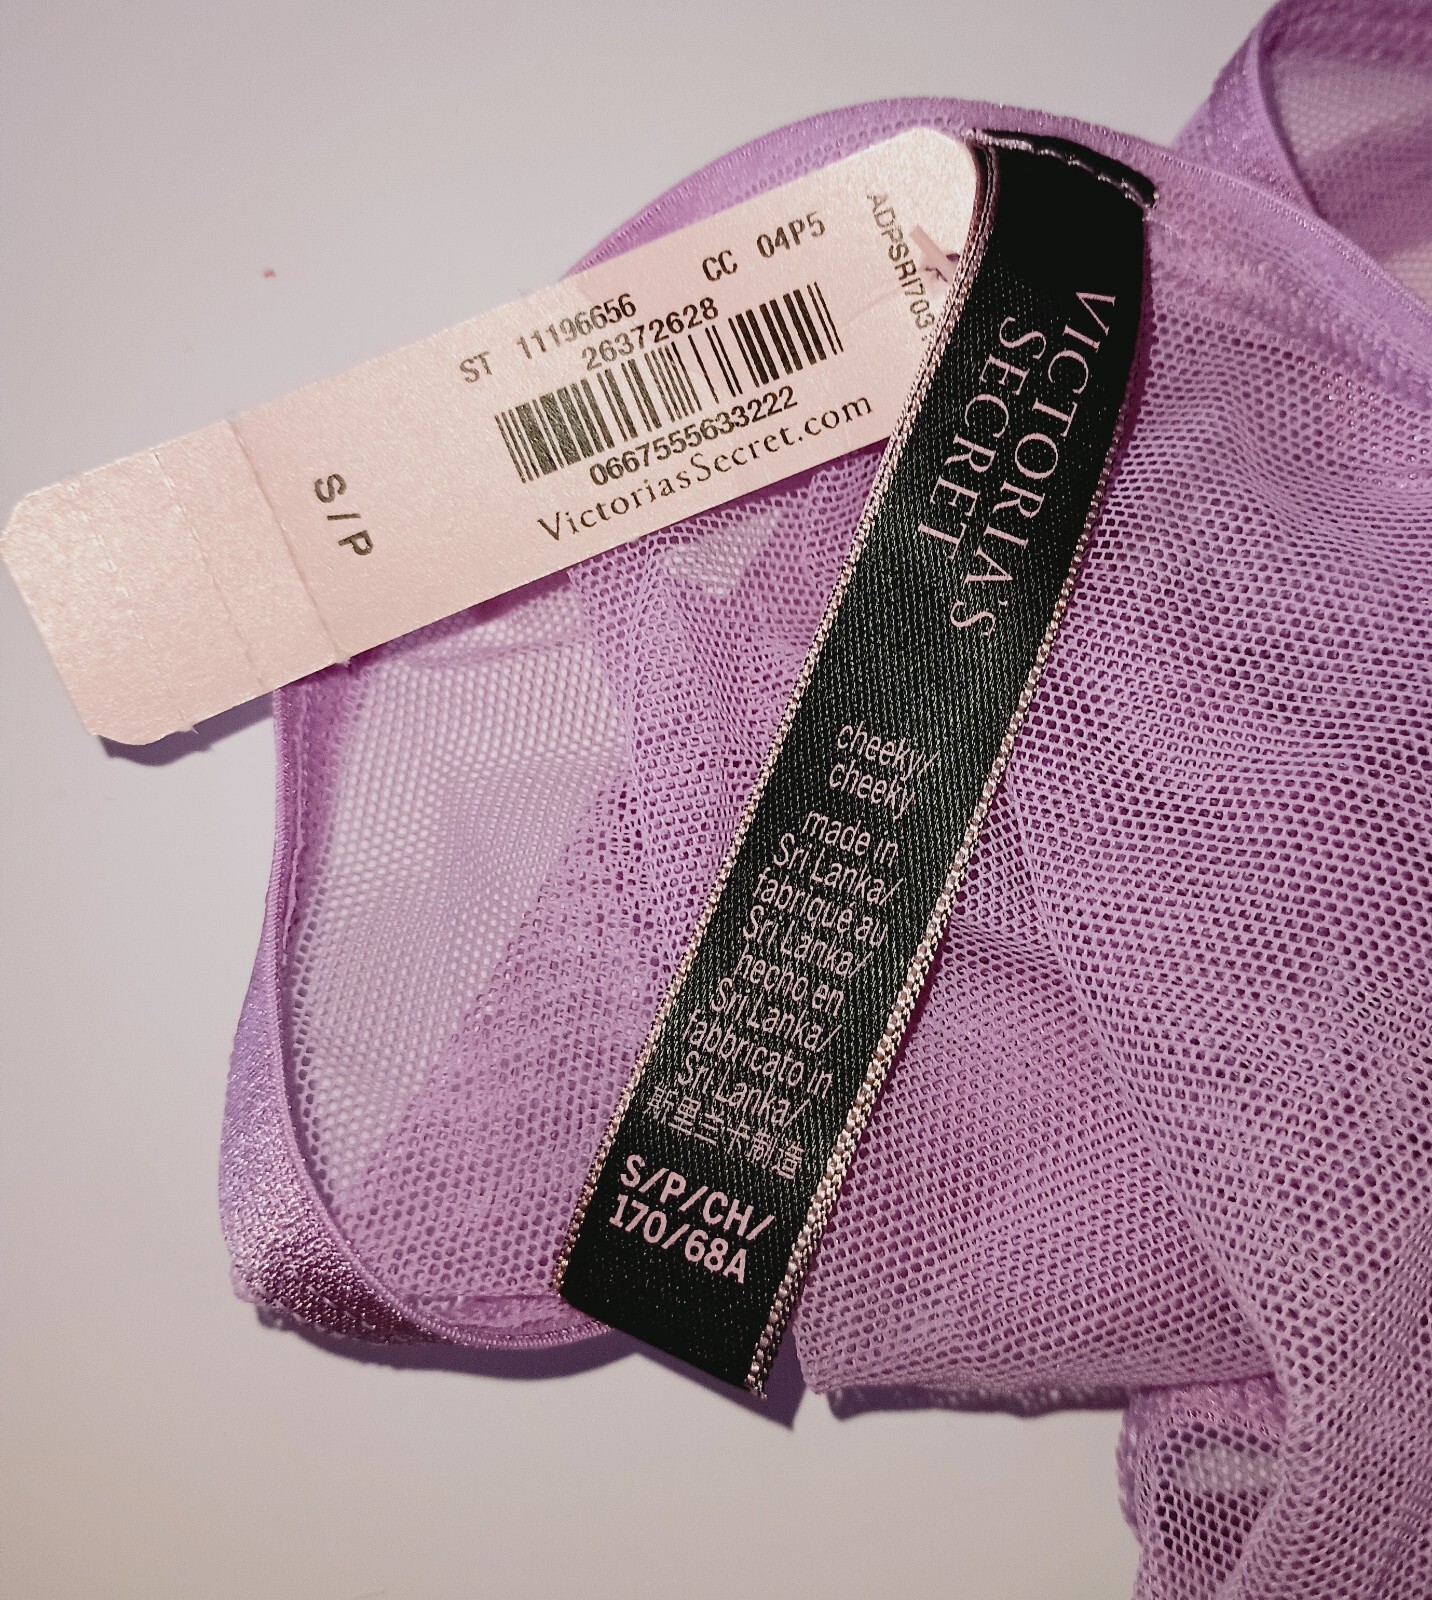 ST 11196656 CC 04P5
26372628
0667555633222
VictoriasSecret.com
S / P
VICTORIA'S
SECRET
cheeky/
cheeky
made in
Sri Lanka/
fabriqué au
Sri Lanka/
hecho en
Sri Lanka/
fabbricato in
Sri Lanka/
斯里兰卡制造
S/P/CH/
170/68A